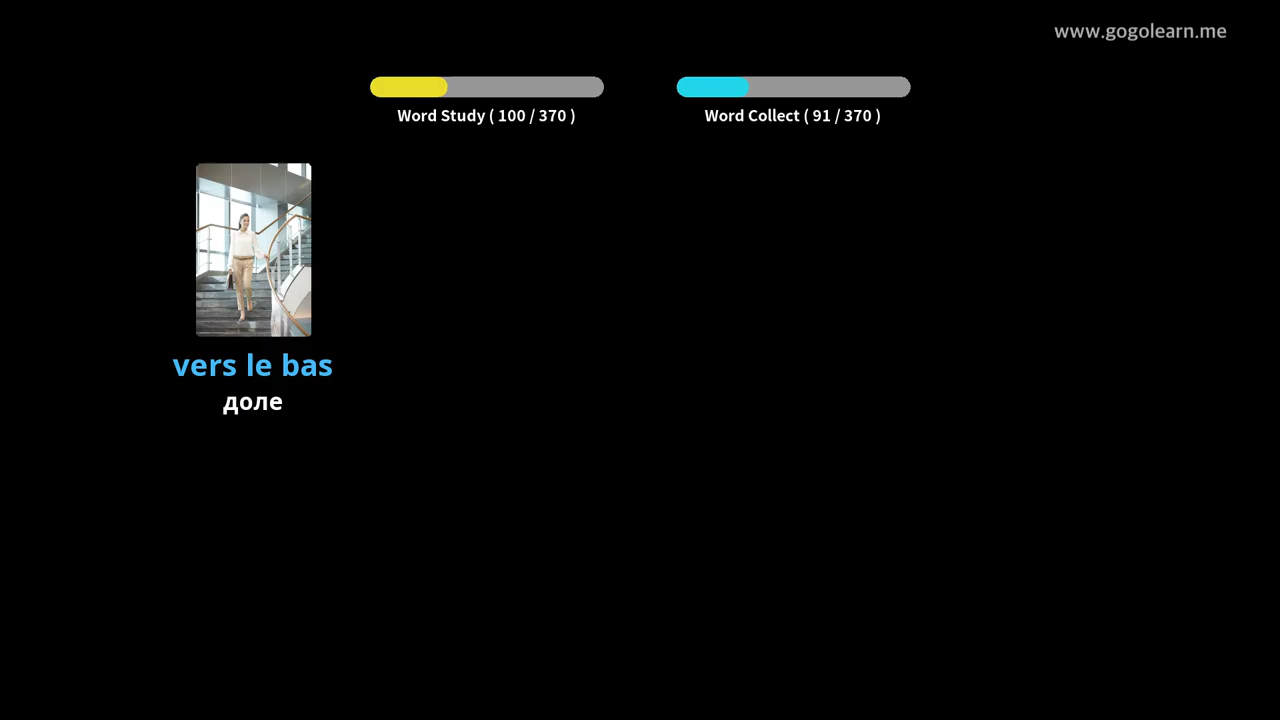 www.gogolearn.me
Word Study ( 100 / 370 )
Word Collect ( 91 / 370 )
vers le bas
доле